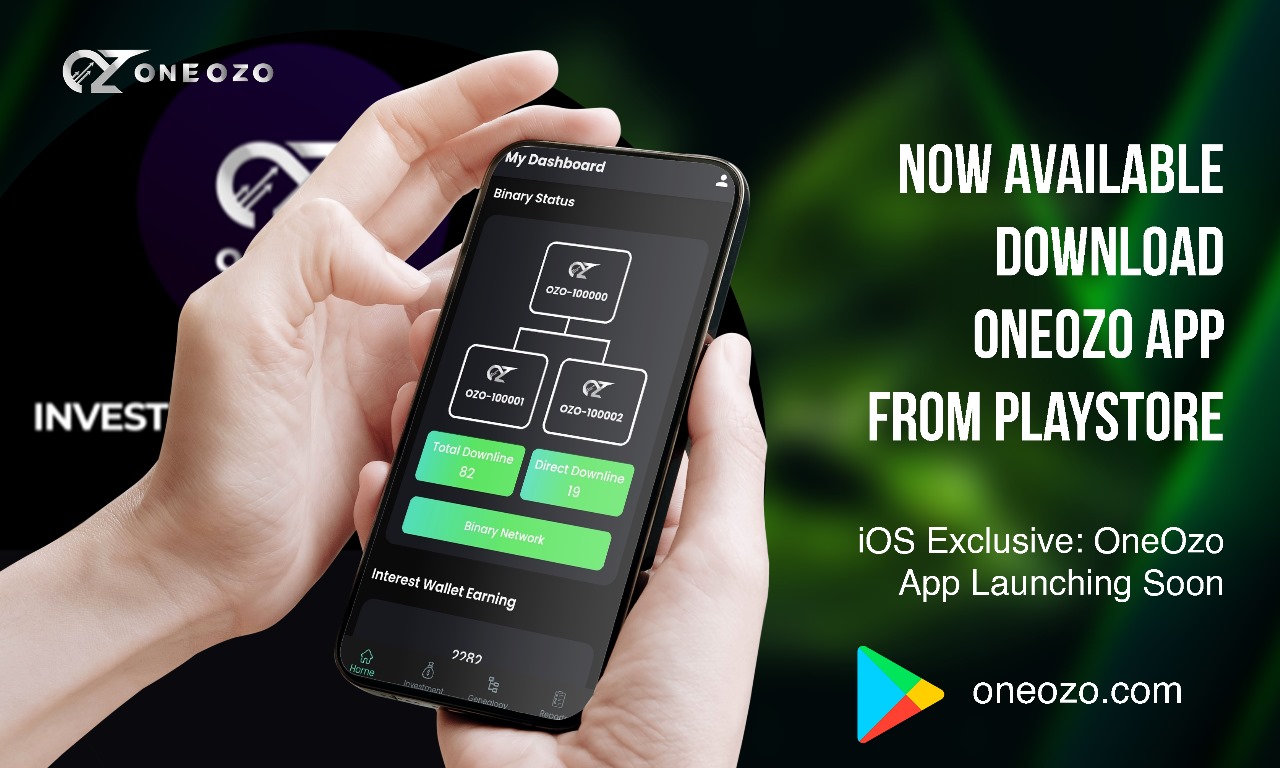 ONEOZO
INVEST
My Dashboard
Binary Status
OZO-100000
OZO-100001
OZO-100002
Total Downline
82
Direct Downline
19
Binary Network
Interest Wallet Earning
2282
Home
Investment
Genealogy
Report
NOW AVAILABLE
DOWNLOAD
ONEOZO APP
FROM PLAYSTORE
iOS Exclusive: OneOzo
App Launching Soon
oneozo.com